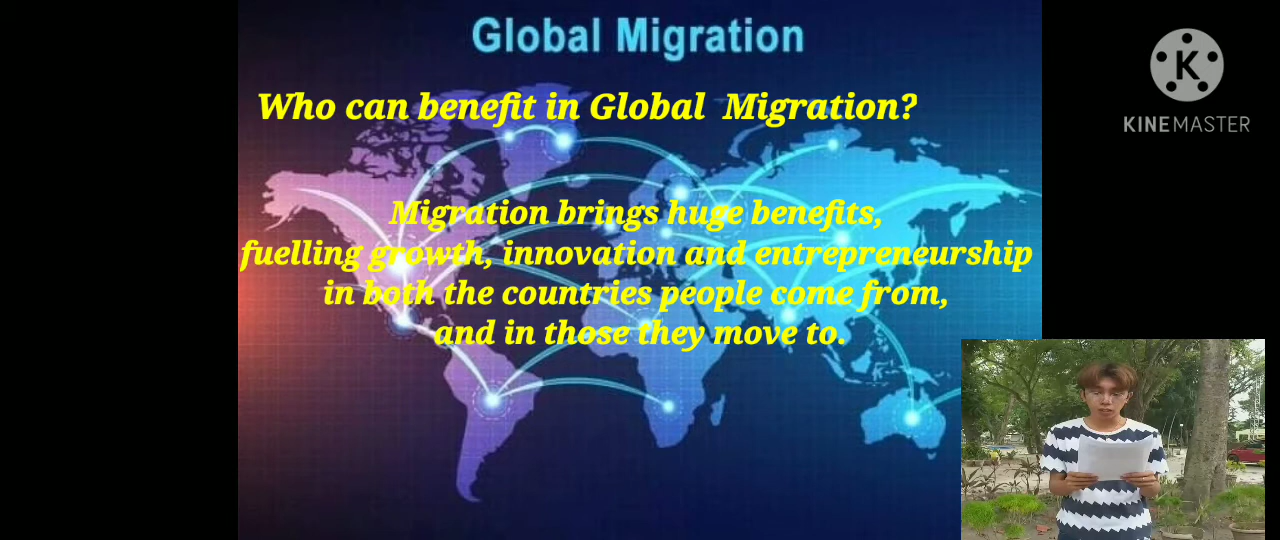 Global Migration
Who can benefit in Global Migration?
Migration brings huge benefits,
fuelling growth, innovation and entrepreneurship
in both the countries people come from,
and in those they move to.
K
KINEMASTER